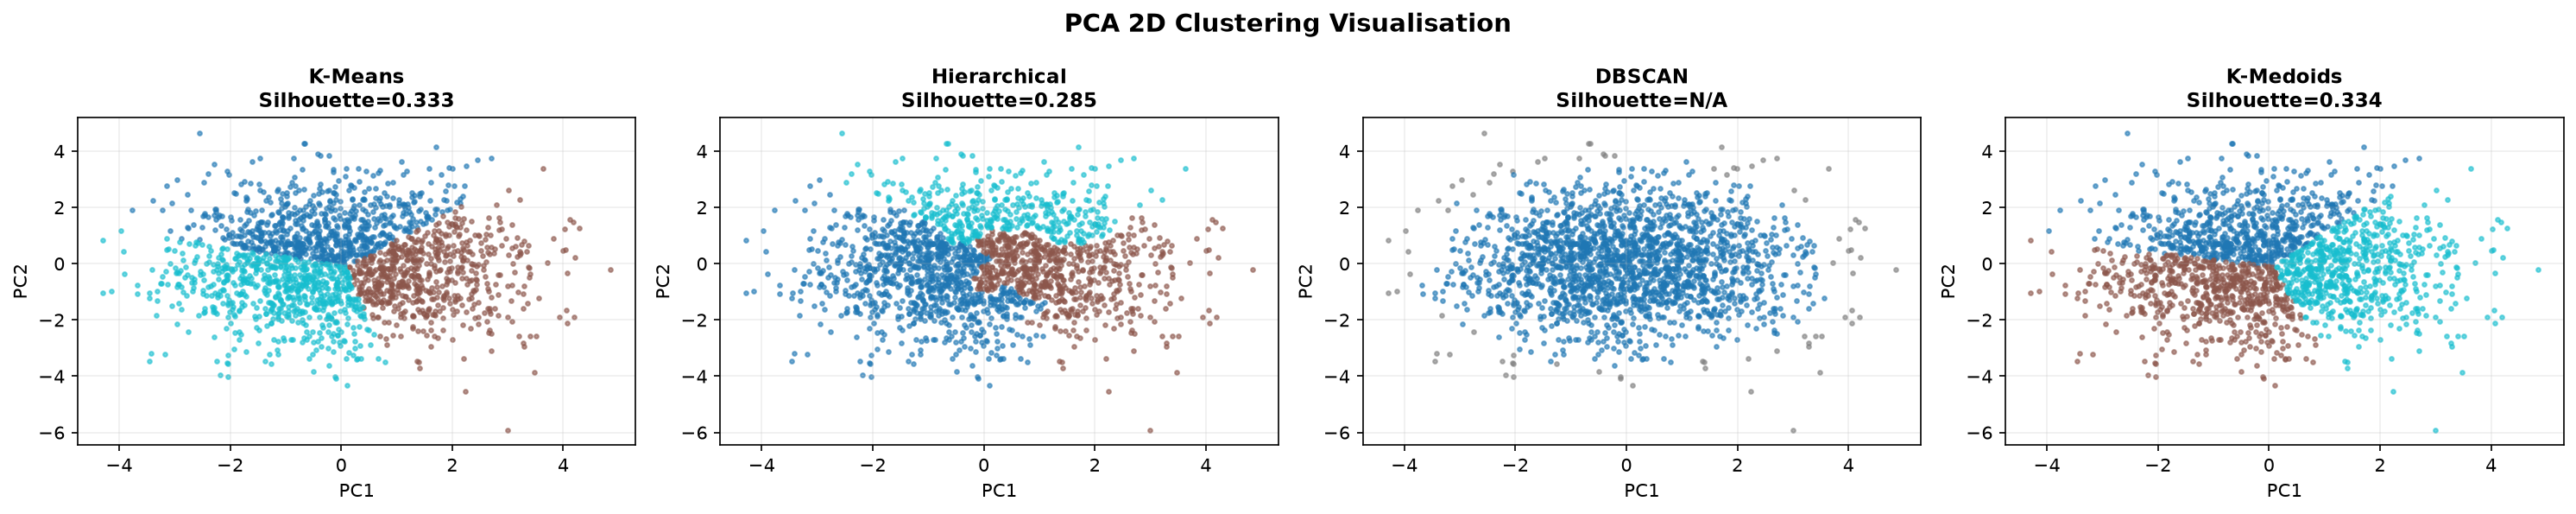 PCA 2D Clustering Visualisation
K-Means
Silhouette=0.333
4
2
0
−2
−4
−6
PC2
−4 −2 0 2 4
PC1
Hierarchical
Silhouette=0.285
4
2
0
−2
−4
−6
PC2
−4 −2 0 2 4
PC1
DBSCAN
Silhouette=N/A
4
2
0
−2
−4
−6
PC2
−4 −2 0 2 4
PC1
K-Medoids
Silhouette=0.334
4
2
0
−2
−4
−6
PC2
−4 −2 0 2 4
PC1